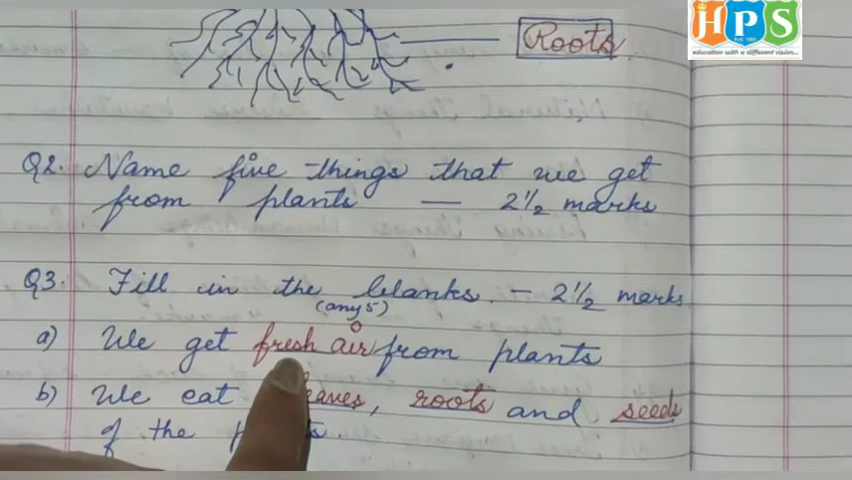 Roots
HPS
education with a different vision...
Q2. Name five things that we get
from plants — 2½ marks
Q3. Fill in the blanks. — 2½ marks
(any 5)
a) We get fresh air from plants
b) We eat leaves, roots and seeds
of the